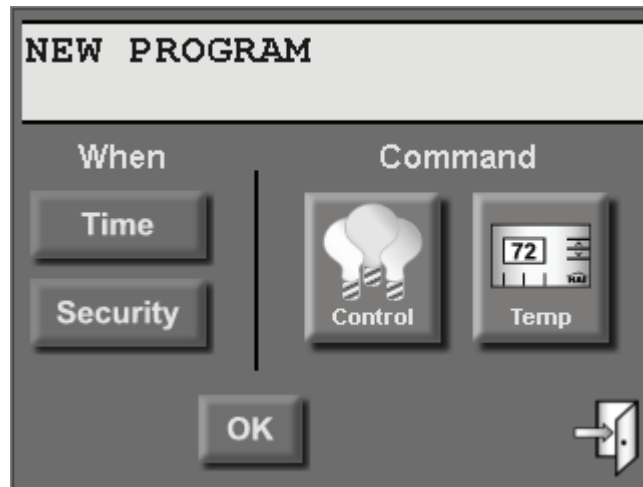 NEW PROGRAM
When
Command
Time
Security
72
Control
Temp
OK